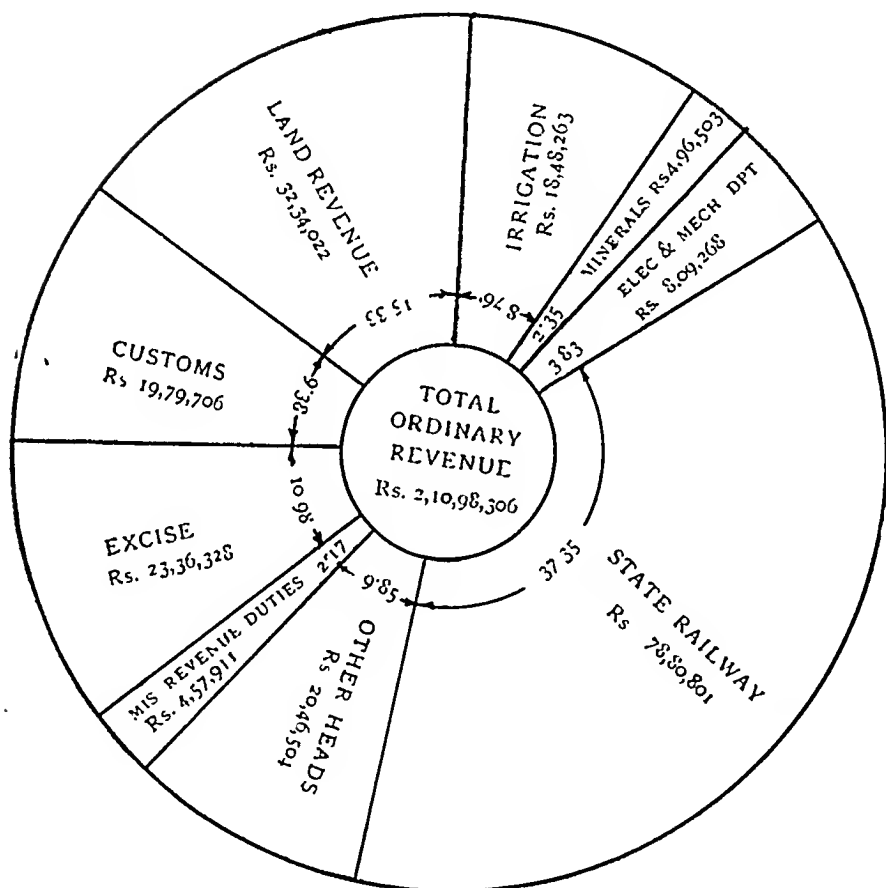 TOTAL
ORDINARY
REVENUE
Rs. 2,10,98,306
LAND REVENUE
Rs. 32,34,022
15 33
IRRIGATION
Rs. 18,48,263
8 76
MINERALS Rs4,96,503
2.35
ELEC & MECH DPT
Rs. 8,09,268
3 83
STATE RAILWAY
Rs 78,80,801
37 35
OTHER HEADS
Rs 20,46,504
9.85
MIS REVENUE DUTIES 2.17
Rs. 4,57,911
EXCISE
Rs. 23,36,328
10 98
CUSTOMS
Rs 19,79,706
9.38